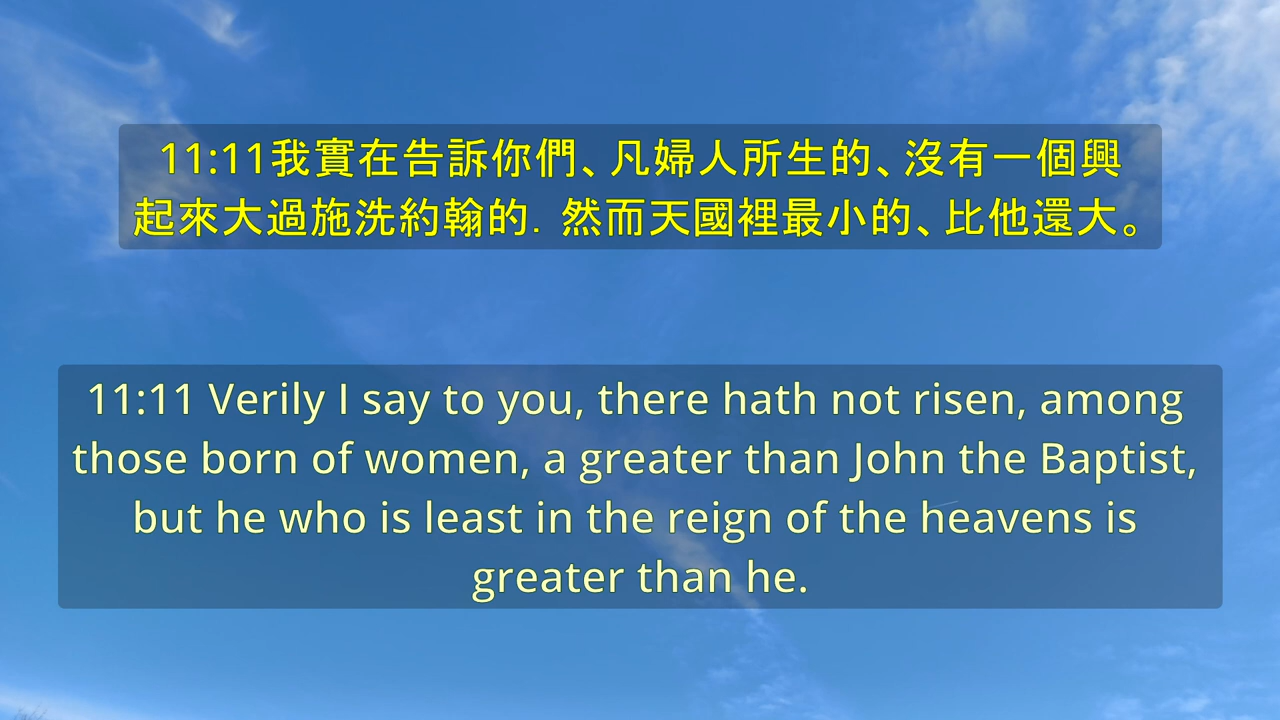 11:11我實在告訴你們、凡婦人所生的、沒有一個興
起來大過施洗約翰的. 然而天國裡最小的、比他還大。
11:11 Verily I say to you, there hath not risen, among
those born of women, a greater than John the Baptist,
but he who is least in the reign of the heavens is
greater than he.